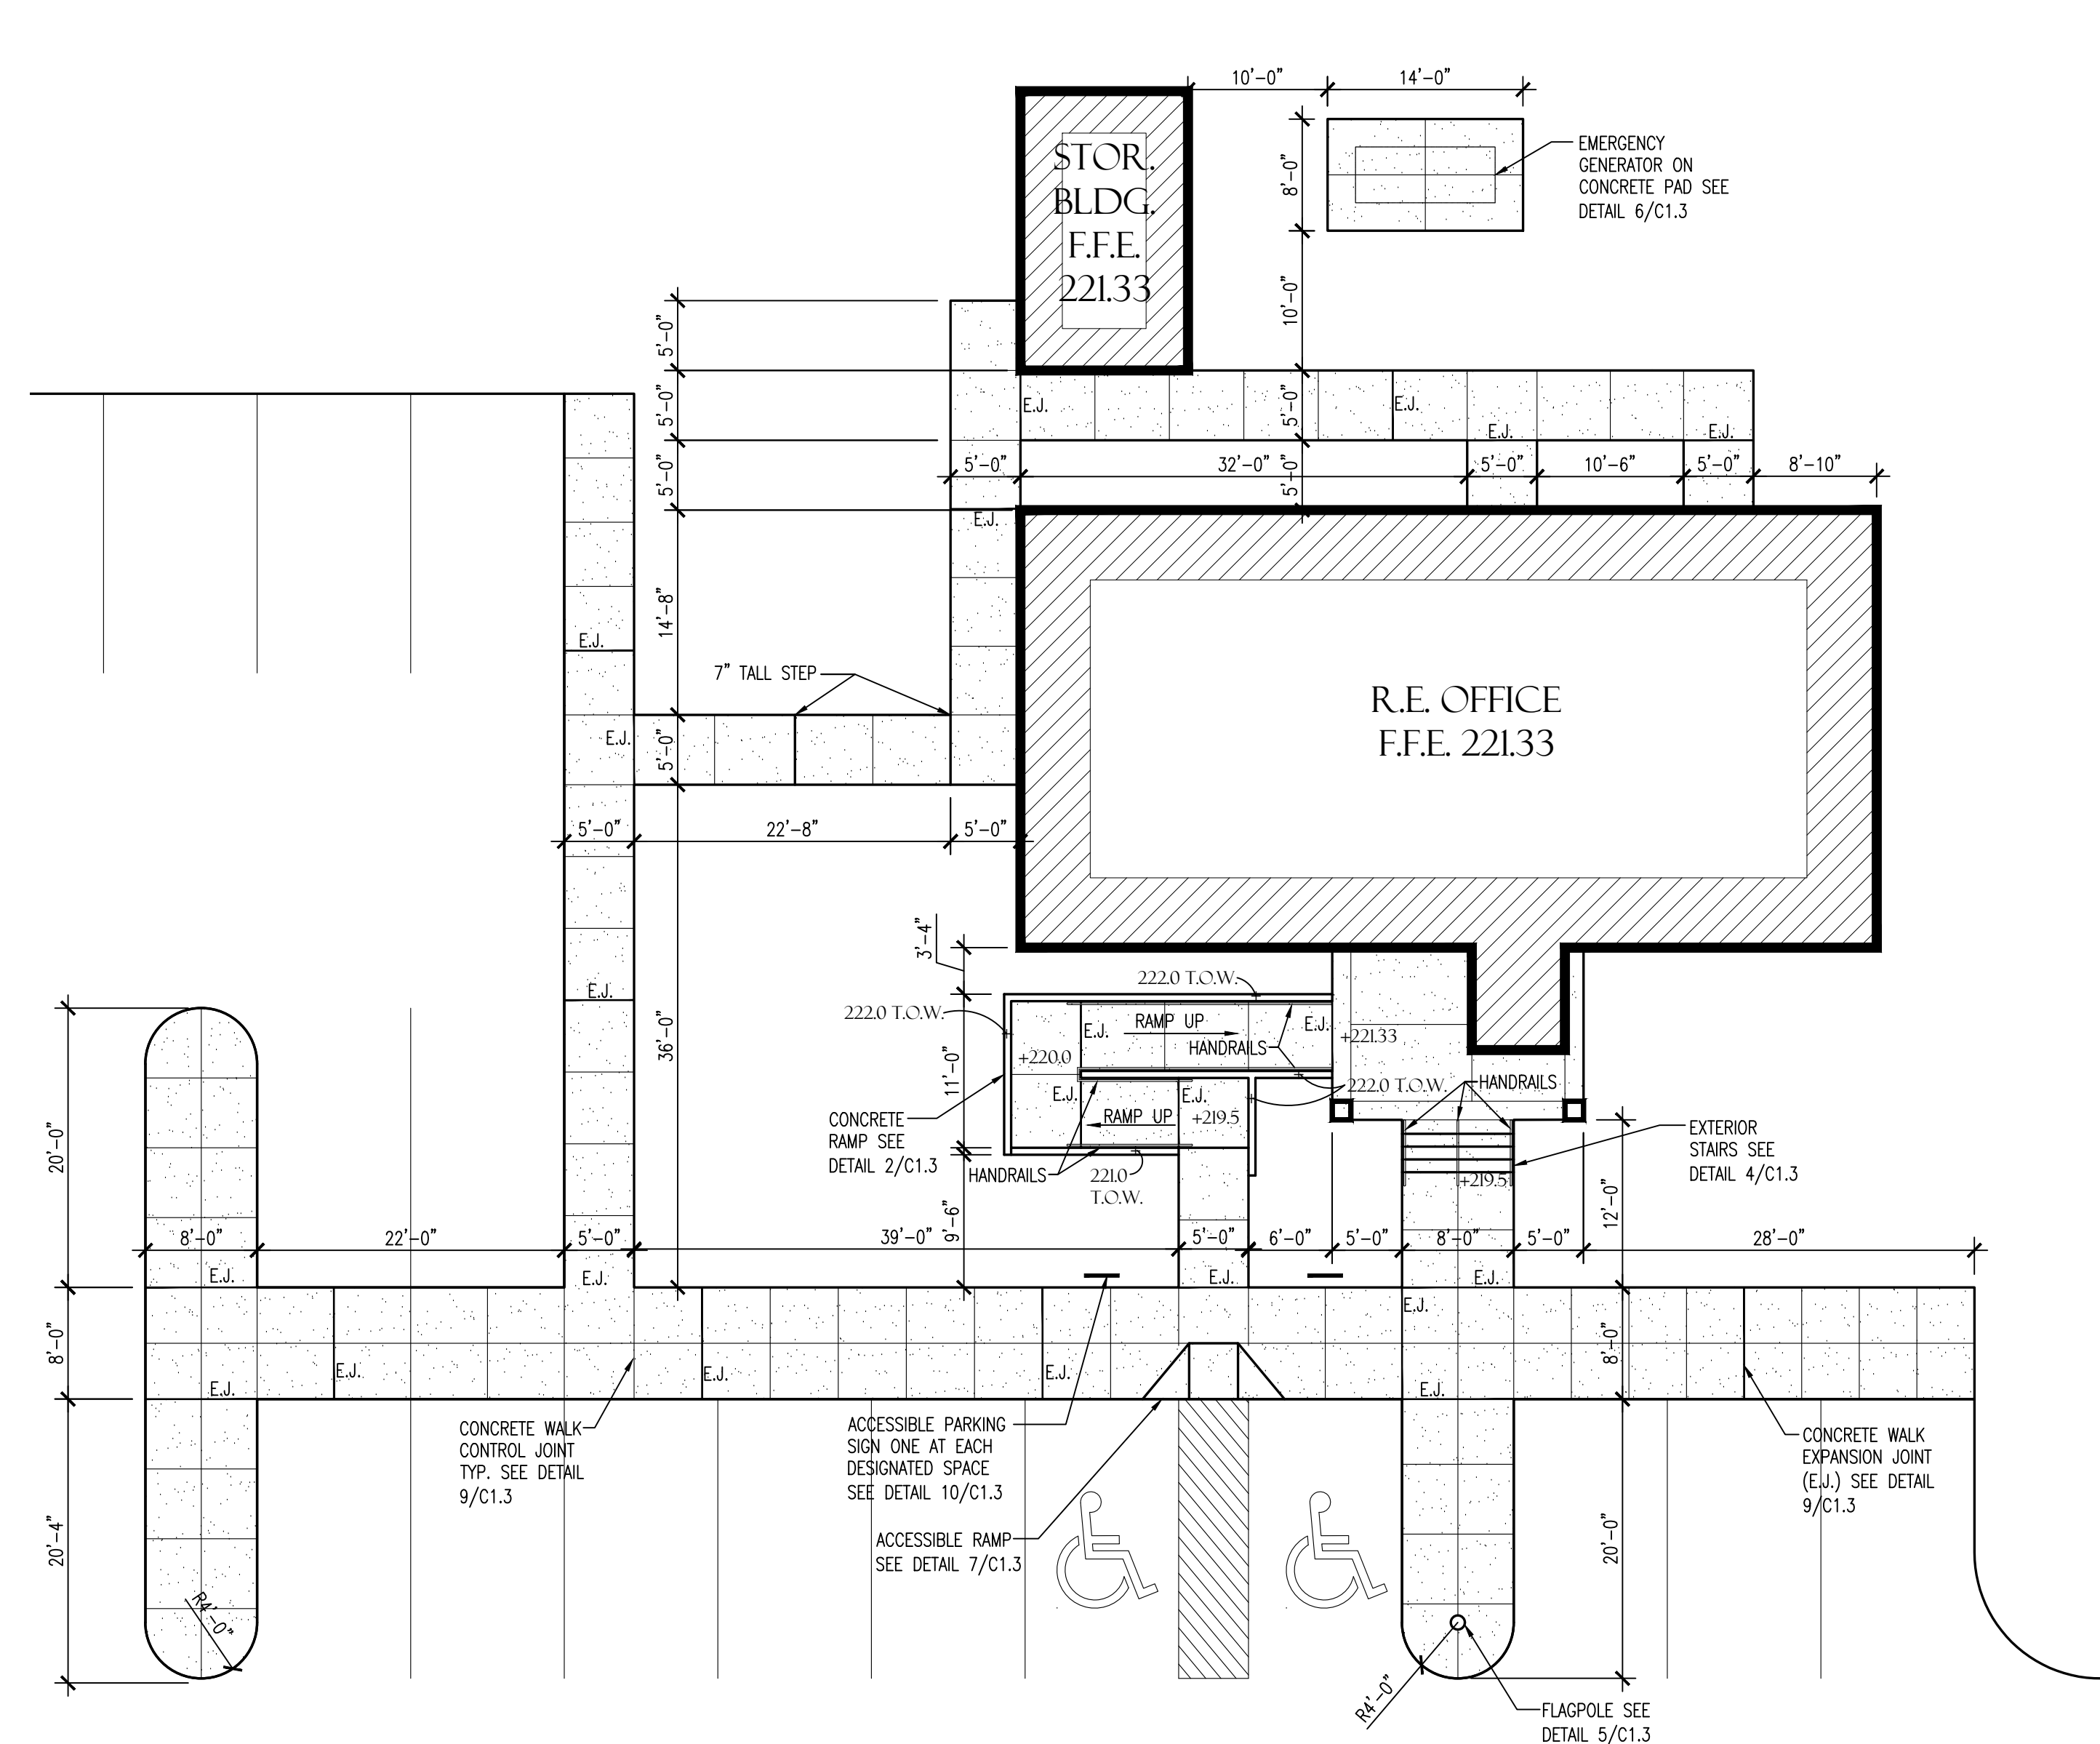 10'-0"
14'-0"
EMERGENCY
GENERATOR ON
CONCRETE PAD SEE
DETAIL 6/C1.3
8'-0"
STOR.
BLDG.
F.F.E.
221.33
10'-0"
5'-0"
5'-0"
E.J.
5'-0"
E.J.
E.J.
E.J.
5'-0"
5'-0"
32'-0"
5'-0"
5'-0"
10'-6"
5'-0"
8'-10"
E.J.
14'-8"
E.J.
7" TALL STEP
R.E. OFFICE
F.F.E. 221.33
E.J.
5'-0"
5'-0"
22'-8"
5'-0"
3'-4"
222.0 T.O.W.
E.J.
222.0 T.O.W.
36'-0"
E.J.
RAMP UP
E.J.
+221.33
HANDRAILS
+220.0
11'-0"
222.0 T.O.W.
HANDRAILS
E.J.
E.J.
RAMP UP
+219.5
CONCRETE
RAMP SEE
DETAIL 2/C1.3
EXTERIOR
STAIRS SEE
DETAIL 4/C1.3
20'-0"
HANDRAILS
221.0
T.O.W.
+219.5
12'-0"
9'-6"
8'-0"
22'-0"
5'-0"
39'-0"
5'-0"
6'-0"
5'-0"
8'-0"
5'-0"
28'-0"
E.J.
E.J.
E.J.
E.J.
E.J.
8'-0"
8'-0"
E.J.
E.J.
E.J.
E.J.
E.J.
CONCRETE WALK
CONTROL JOINT
TYP. SEE DETAIL
9/C1.3
ACCESSIBLE PARKING
SIGN ONE AT EACH
DESIGNATED SPACE
SEE DETAIL 10/C1.3
CONCRETE WALK
EXPANSION JOINT
(E.J.) SEE DETAIL
9/C1.3
20'-4"
20'-0"
ACCESSIBLE RAMP
SEE DETAIL 7/C1.3
R4'-0"
R4'-0"
FLAGPOLE SEE
DETAIL 5/C1.3